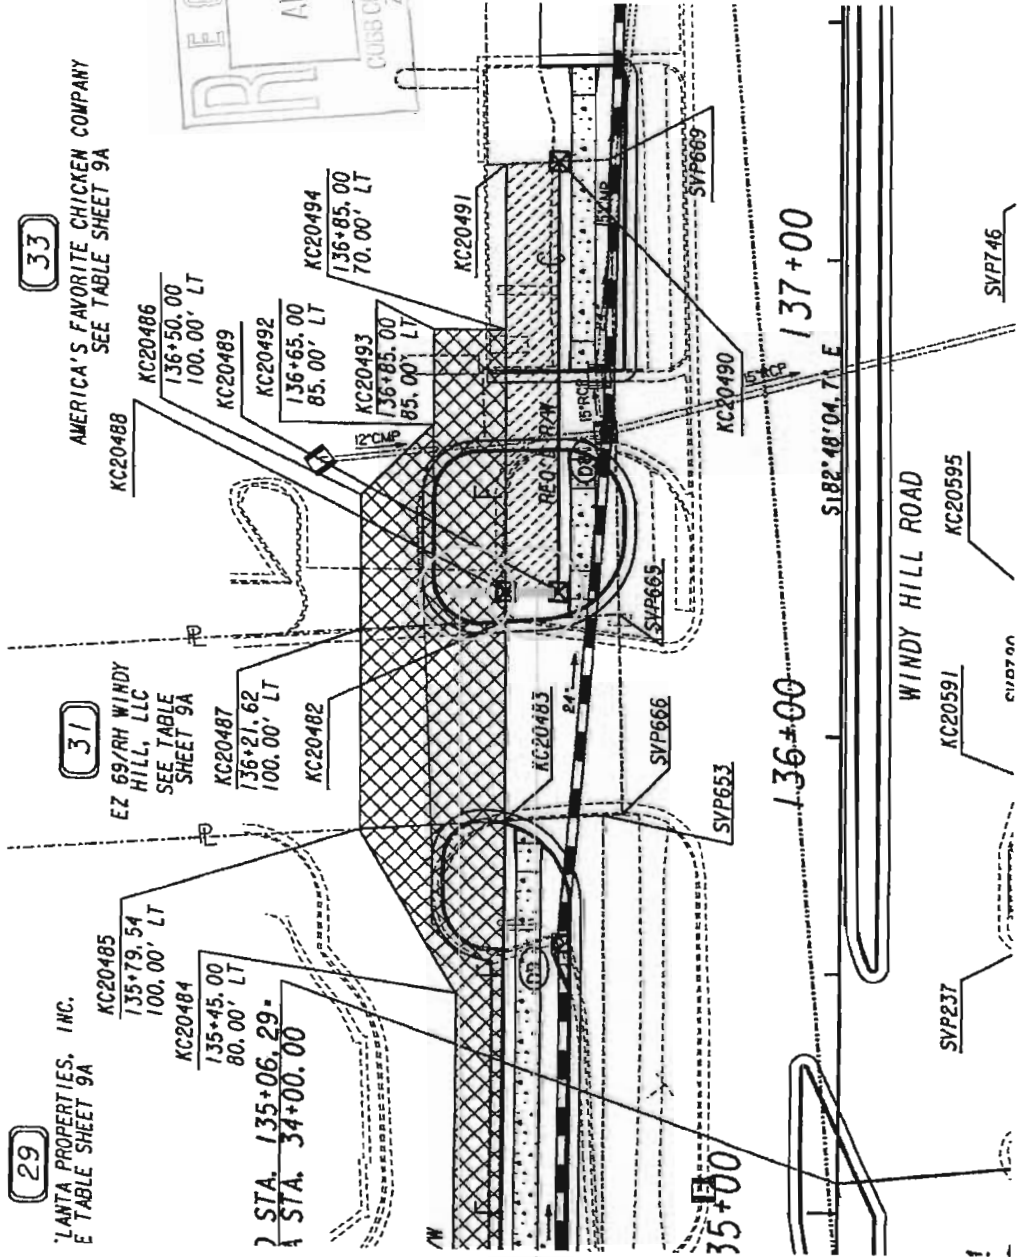 33
AMERICA'S FAVORITE CHICKEN COMPANY
SEE TABLE SHEET 9A
KC20488
KC20486
136+50.00
100.00' LT
KC20489
KC20492
136+65.00
85.00' LT
KC20493
136+85.00
85.00' LT
KC20494
136+85.00
70.00' LT
KC20491
31
EZ 69/RH WINDY
HILL, LLC
SEE TABLE
SHEET 9A
KC20487
136+21.62
100.00' LT
KC20482
29
LANTA PROPERTIES, INC.
E TABLE SHEET 9A
KC20485
135+79.54
100.00' LT
KC20484
135+45.00
80.00' LT
STA. 135+06.29=
STA. 34+00.00
12"CMP
REQ R/W
15"RCP
15"CMP
24"
KC20483
SVP665
SVP666
SVP653
SVP669
KC20490
15"RCP
35+00
136+00
137+00
S 82°48'04.7" E
WINDY HILL ROAD
SVP237
KC20591
KC20595
SVP746